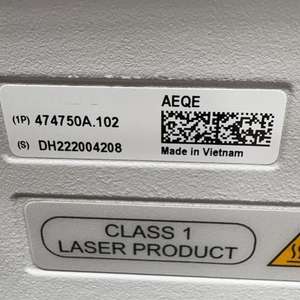 AEQE
(1P) 474750A.102
(S) DH222004208
Made in Vietnam
CLASS 1
LASER PRODUCT